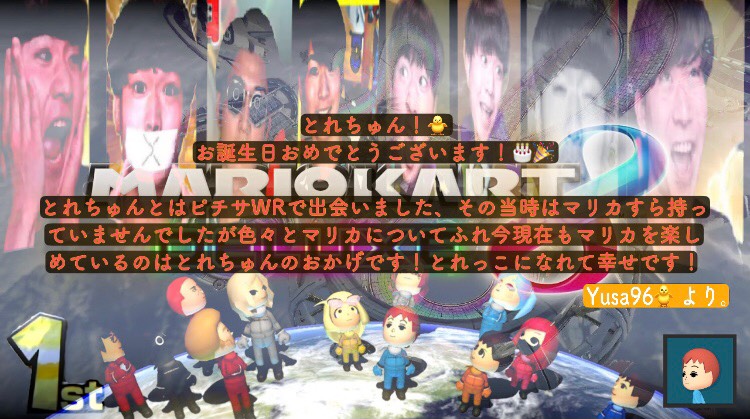 とれちゅん！🐤
お誕生日おめでとうございます！🎂🎉
MARIOKART 8
とれちゅんとはピチサWRで出会いました、その当時はマリカすら持っ
ていませんでしたが色々とマリカについてふれ今現在もマリカを楽し
めているのはとれちゅんのおかげです！とれっこになれて幸せです！
Yusa96🐤より。
1st